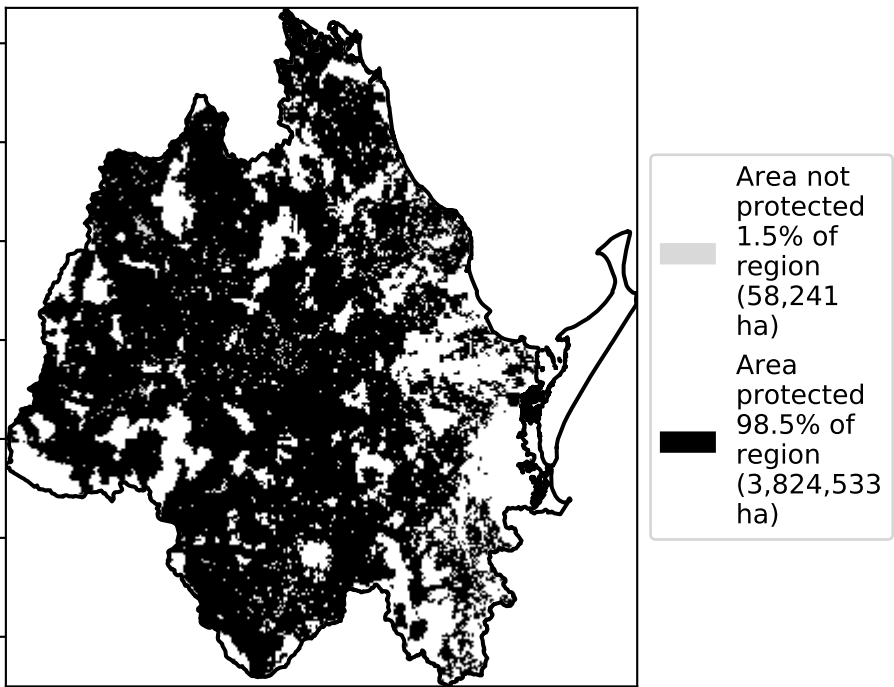 Area not
protected
1.5% of
region
(58,241
ha)
Area
protected
98.5% of
region
(3,824,533
ha)